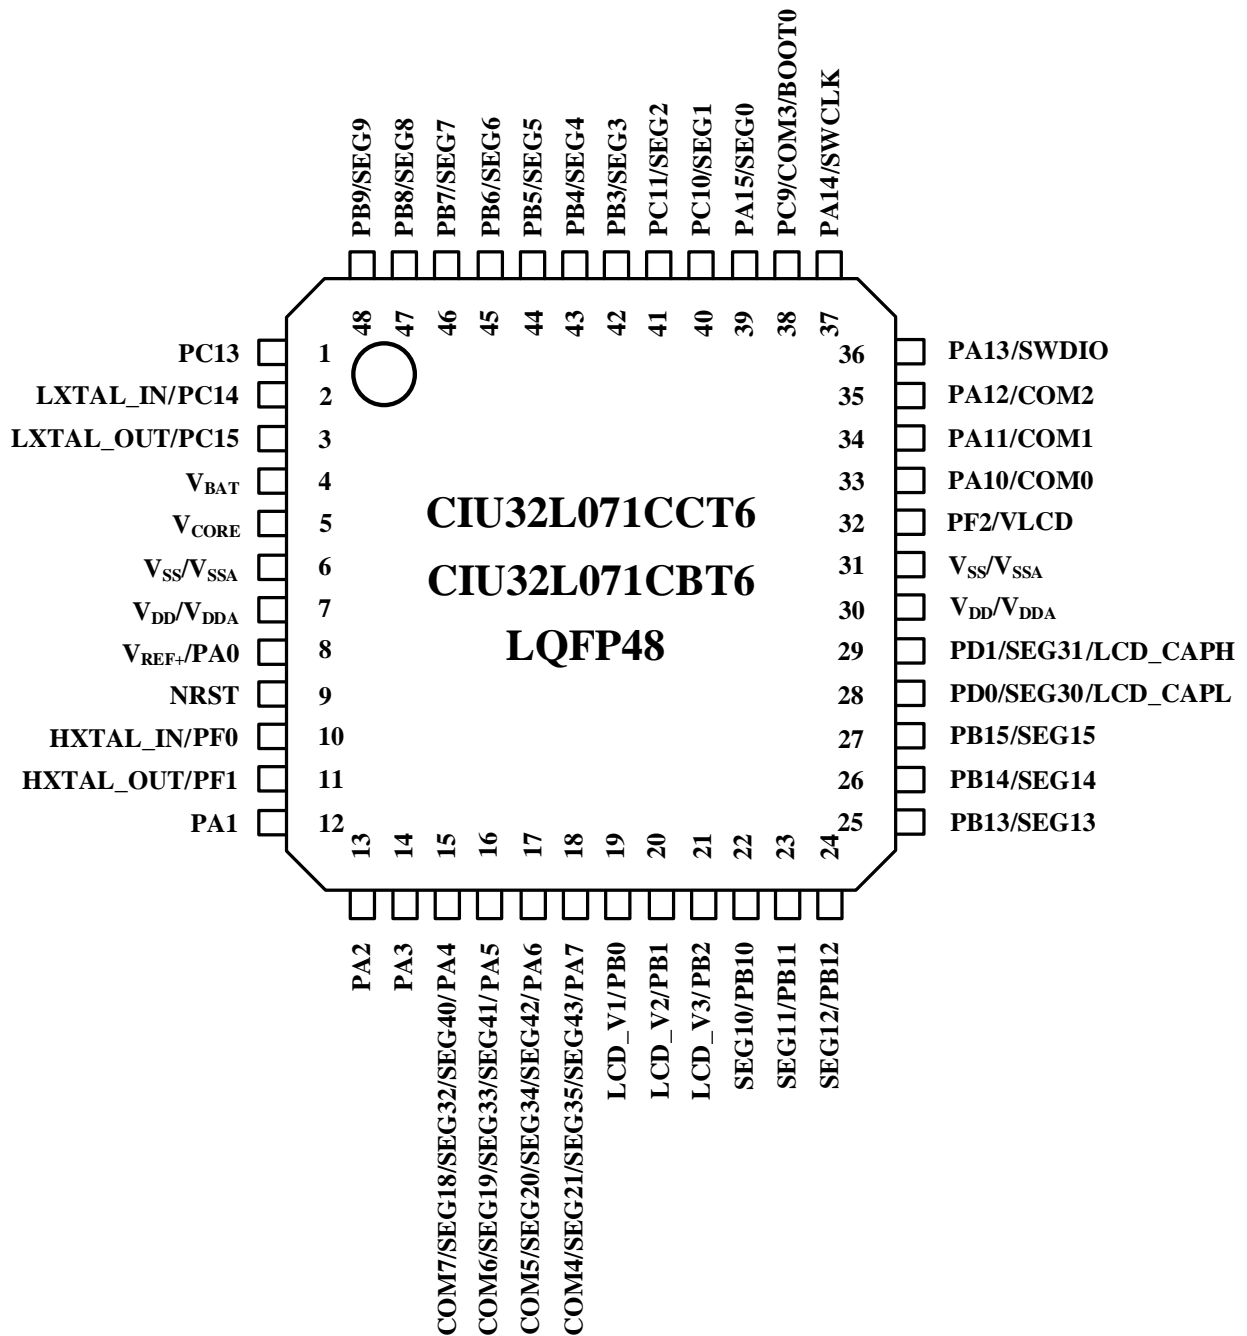 PB9/SEG9
PB8/SEG8
PB7/SEG7
PB6/SEG6
PB5/SEG5
PB4/SEG4
PB3/SEG3
PC11/SEG2
PC10/SEG1
PA15/SEG0
PC9/COM3/BOOT0
PA14/SWCLK
48
47
46
45
44
43
42
41
40
39
38
37
PC13
1
LXTAL_IN/PC14
2
LXTAL_OUT/PC15
3
VBAT
4
VCORE
5
VSS/VSSA
6
VDD/VDDA
7
VREF+/PA0
8
NRST
9
HXTAL_IN/PF0
10
HXTAL_OUT/PF1
11
PA1
12
CIU32L071CCT6
CIU32L071CBT6
LQFP48
36
PA13/SWDIO
35
PA12/COM2
34
PA11/COM1
33
PA10/COM0
32
PF2/VLCD
31
VSS/VSSA
30
VDD/VDDA
29
PD1/SEG31/LCD_CAPH
28
PD0/SEG30/LCD_CAPL
27
PB15/SEG15
26
PB14/SEG14
25
PB13/SEG13
13
14
15
16
17
18
19
20
21
22
23
24
PA2
PA3
COM7/SEG18/SEG32/SEG40/PA4
COM6/SEG19/SEG33/SEG41/PA5
COM5/SEG20/SEG34/SEG42/PA6
COM4/SEG21/SEG35/SEG43/PA7
LCD_V1/PB0
LCD_V2/PB1
LCD_V3/PB2
SEG10/PB10
SEG11/PB11
SEG12/PB12